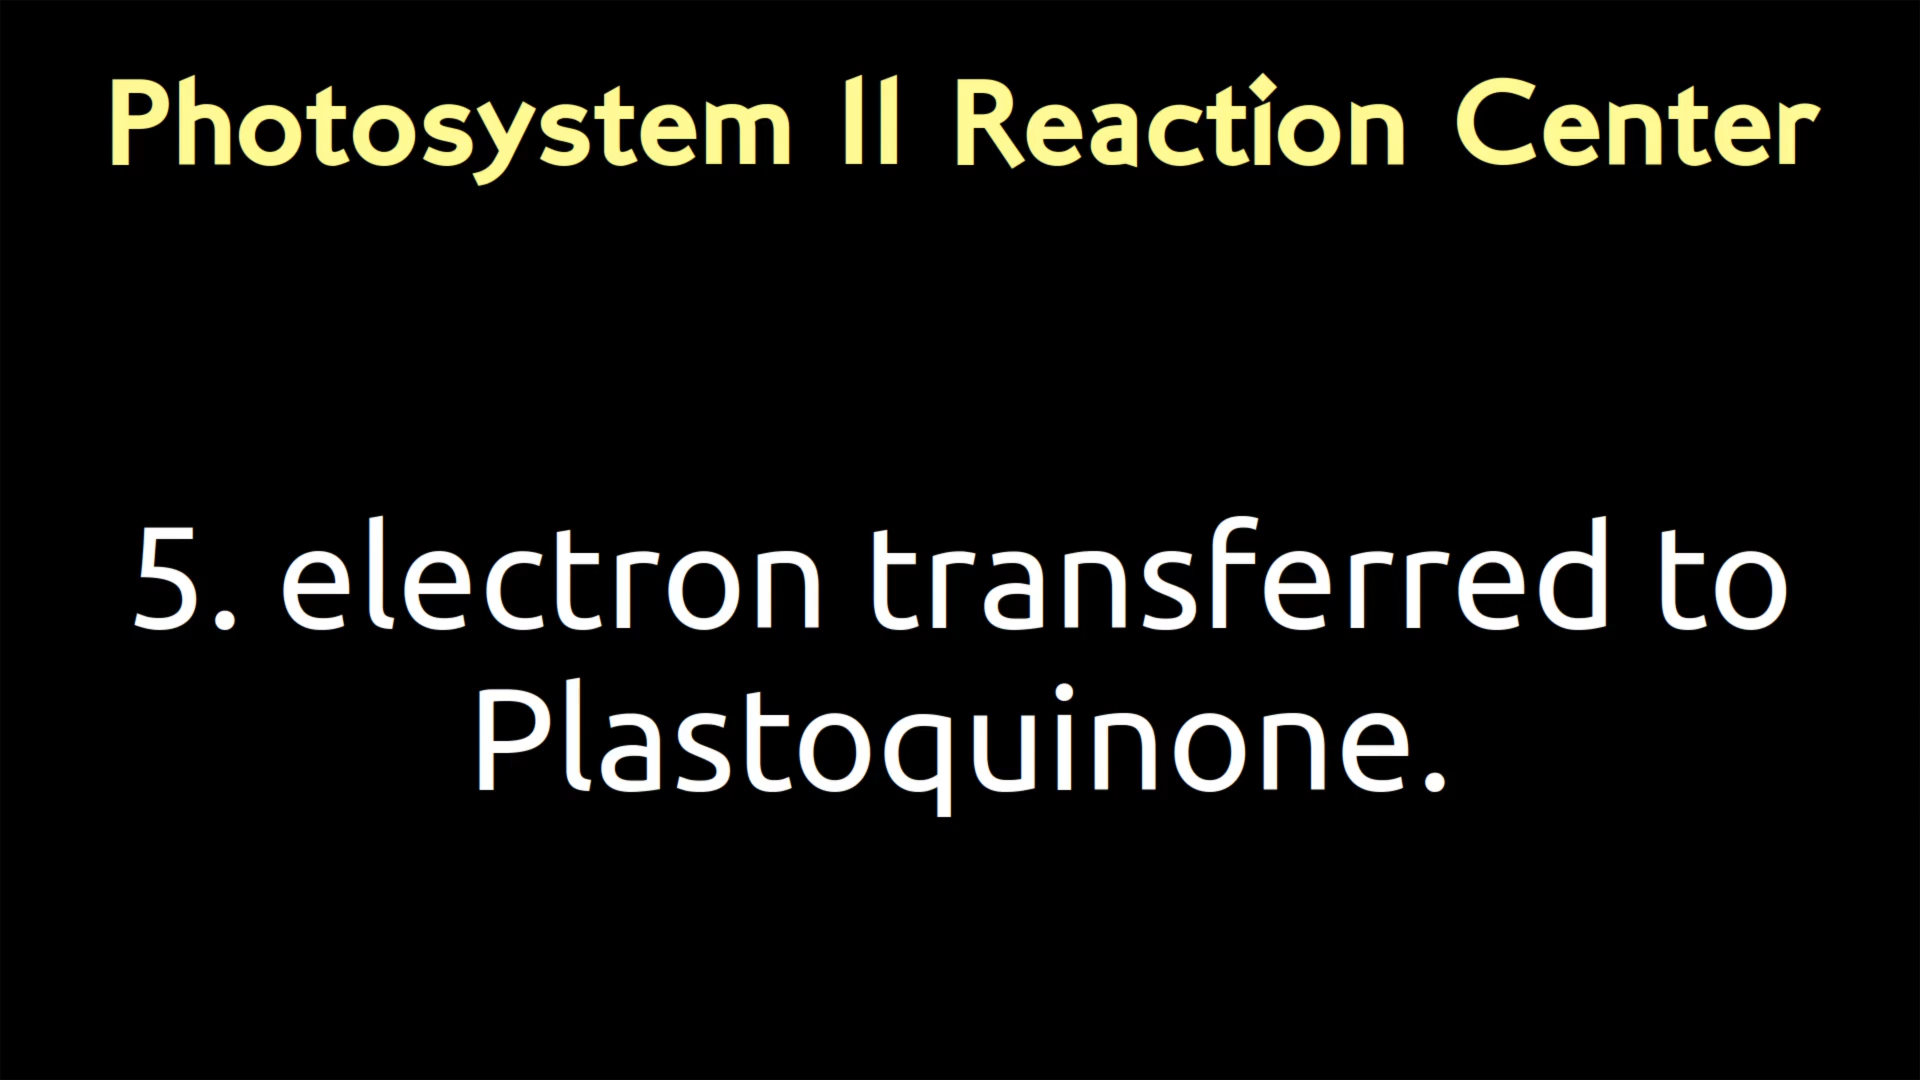 Photosystem II Reaction Center
5. electron transferred to
Plastoquinone.